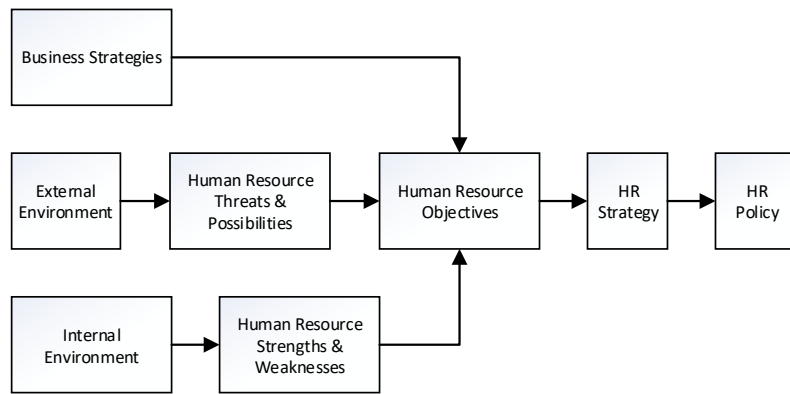 Business Strategies
External
Environment
Human Resource
Threats &
Possibilities
Human Resource
Objectives
HR
Strategy
HR
Policy
Internal
Environment
Human Resource
Strengths &
Weaknesses